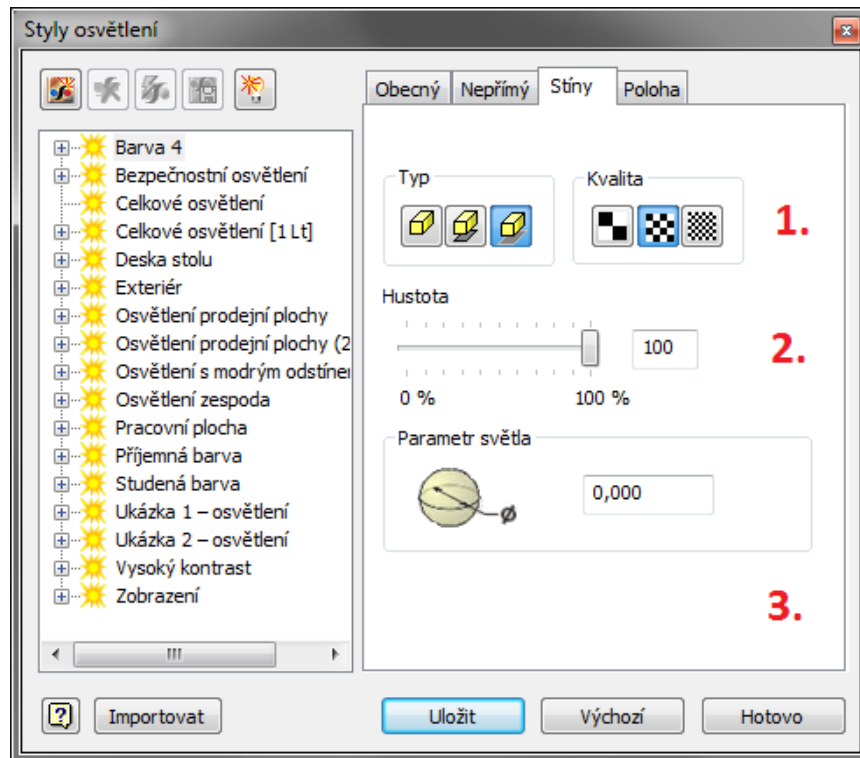 Styly osvětlení
Obecný Nepřímý Stíny Poloha
Barva 4
Bezpečnostní osvětlení
Celkové osvětlení
Celkové osvětlení [1 Lt]
Deska stolu
Exteriér
Osvětlení prodejní plochy
Osvětlení prodejní plochy (2
Osvětlení s modrým odstíne
Osvětlení zespoda
Pracovní plocha
Příjemná barva
Studená barva
Ukázka 1 – osvětlení
Ukázka 2 – osvětlení
Vysoký kontrast
Zobrazení
Typ Kvalita
1.
Hustota
100
2.
0 % 100 %
Parametr světla
ø 0,000
3.
? Importovat Uložit Výchozí Hotovo